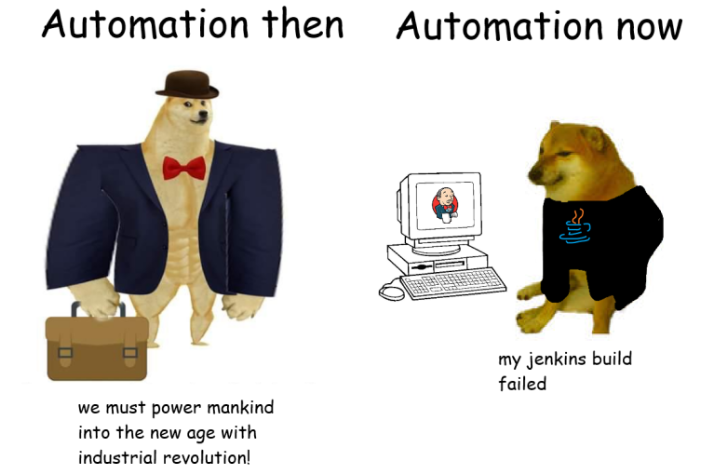 Automation then
Automation now
we must power mankind
into the new age with
industrial revolution!
my jenkins build
failed